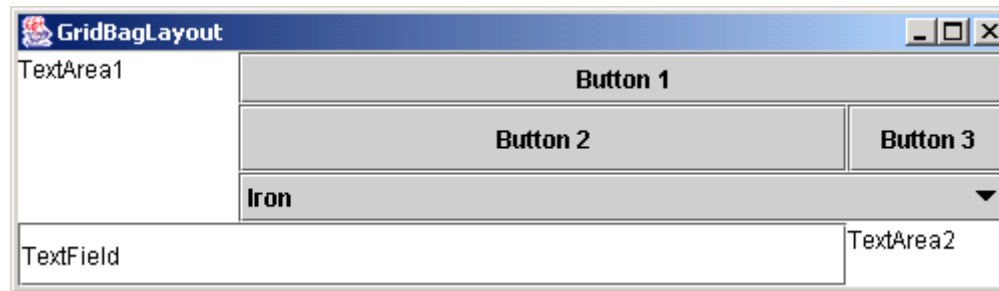 GridBagLayout
TextArea1
Button 1
Button 2
Button 3
Iron
TextField
TextArea2